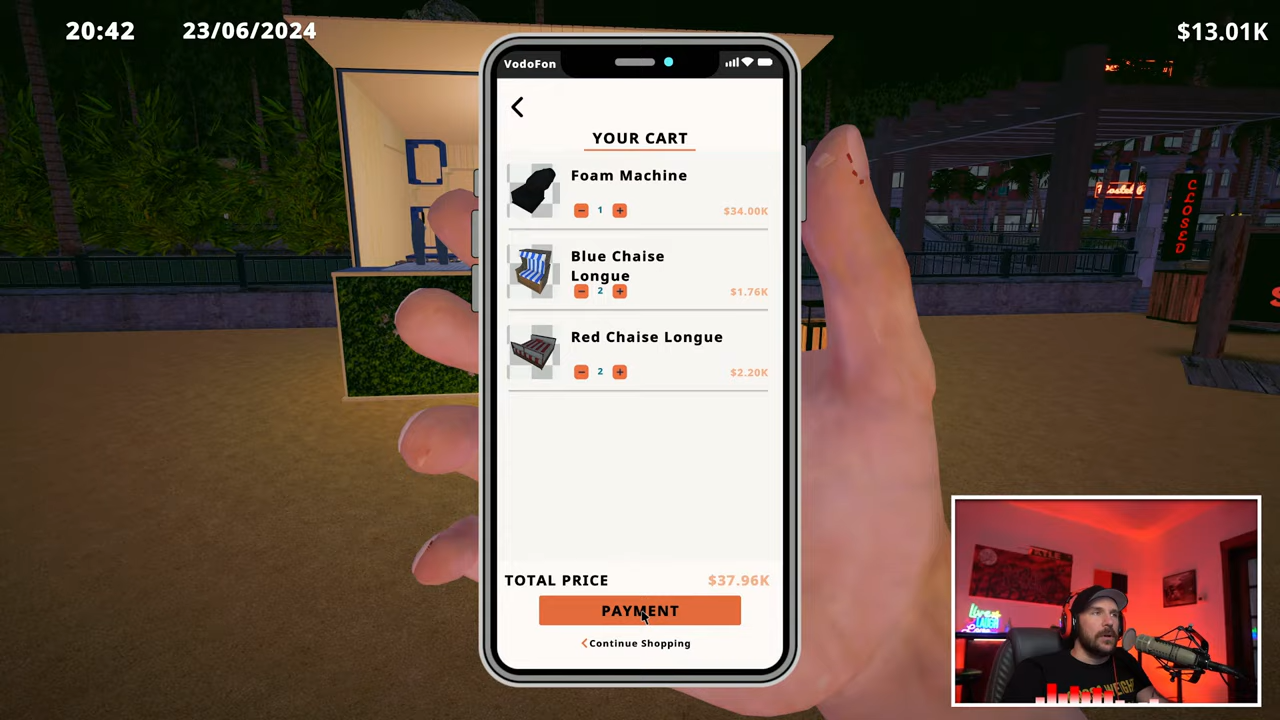 20:42
23/06/2024
$13.01K
VodoFon
YOUR CART
Foam Machine
1
$34.00K
Blue Chaise
Longue
2
$1.76K
Red Chaise Longue
2
$2.20K
TOTAL PRICE
$37.96K
PAYMENT
Continue Shopping
CLOSED